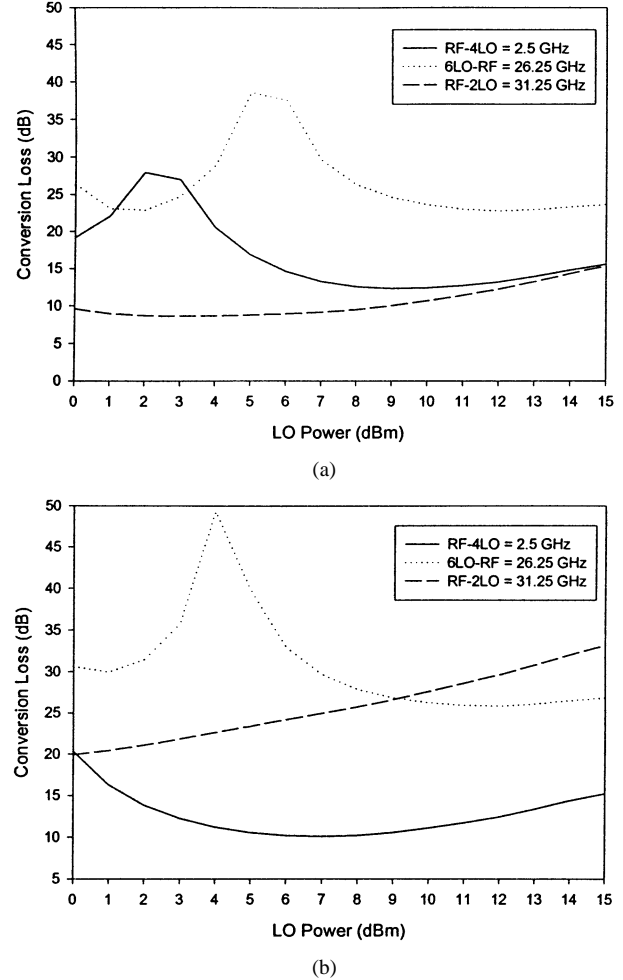 50
45
40
35
30
25
20
15
10
5
0
Conversion Loss (dB)
RF-4LO = 2.5 GHz
6LO-RF = 26.25 GHz
RF-2LO = 31.25 GHz
0 1 2 3 4 5 6 7 8 9 10 11 12 13 14 15
LO Power (dBm)
(a)
50
45
40
35
30
25
20
15
10
5
Conversion Loss (dB)
RF-4LO = 2.5 GHz
6LO-RF = 26.25 GHz
RF-2LO = 31.25 GHz
0 1 2 3 4 5 6 7 8 9 10 11 12 13 14 15
LO Power (dBm)
(b)